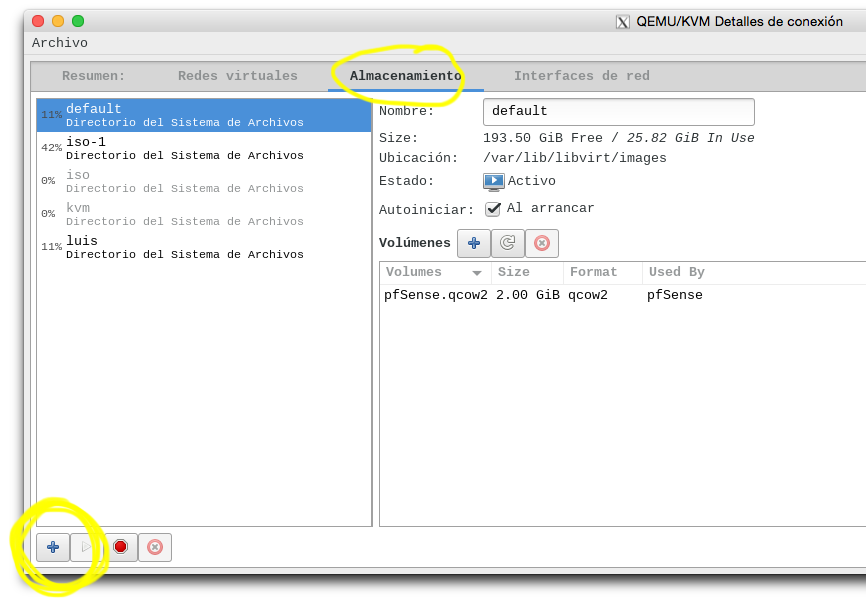 QEMU/KVM Detalles de conexión
Archivo
Resumen: Redes virtuales Almacenamiento Interfaces de red
11% default
Directorio del Sistema de Archivos
42% iso-1
Directorio del Sistema de Archivos
0% iso
Directorio del Sistema de Archivos
0% kvm
Directorio del Sistema de Archivos
11% luis
Directorio del Sistema de Archivos
Nombre: default
Size: 193.50 GiB Free / 25.82 GiB In Use
Ubicación: /var/lib/libvirt/images
Estado: Activo
Autoiniciar: Al arrancar
Volúmenes
Volumes Size Format Used By
pfSense.qcow2 2.00 GiB qcow2 pfSense